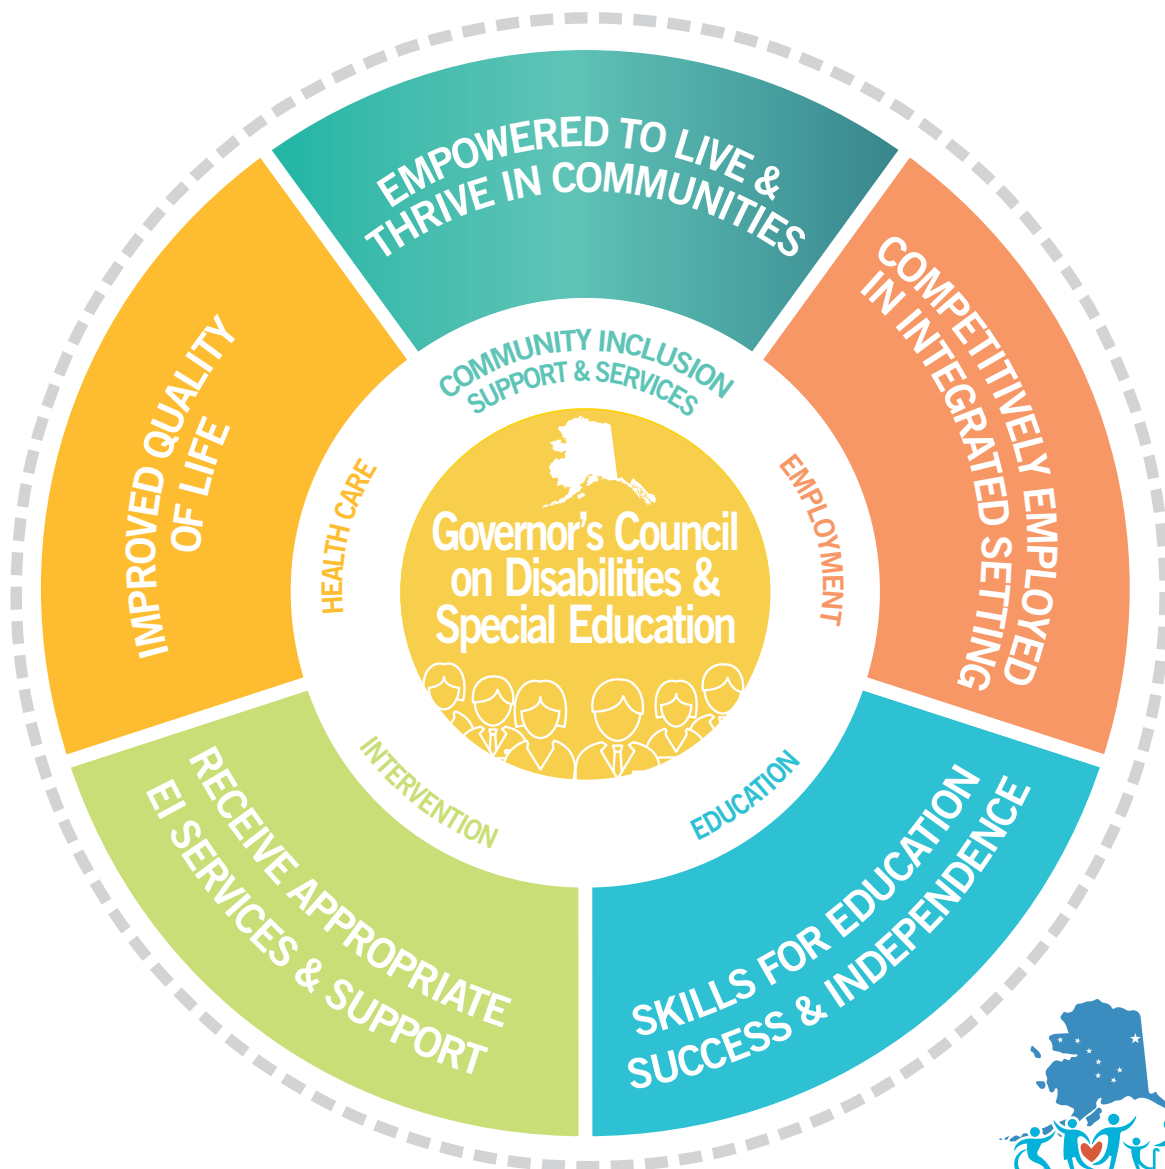 EMPOWERED TO LIVE &
THRIVE IN COMMUNITIES
COMPETITIVELY EMPLOYED
IN INTEGRATED SETTING
SKILLS FOR EDUCATION
SUCCESS & INDEPENDENCE
RECEIVE APPROPRIATE
EI SERVICES & SUPPORT
IMPROVED QUALITY
OF LIFE
COMMUNITY INCLUSION
SUPPORT & SERVICES
EMPLOYMENT
EDUCATION
INTERVENTION
HEALTH CARE
Governor's Council
on Disabilities &
Special Education